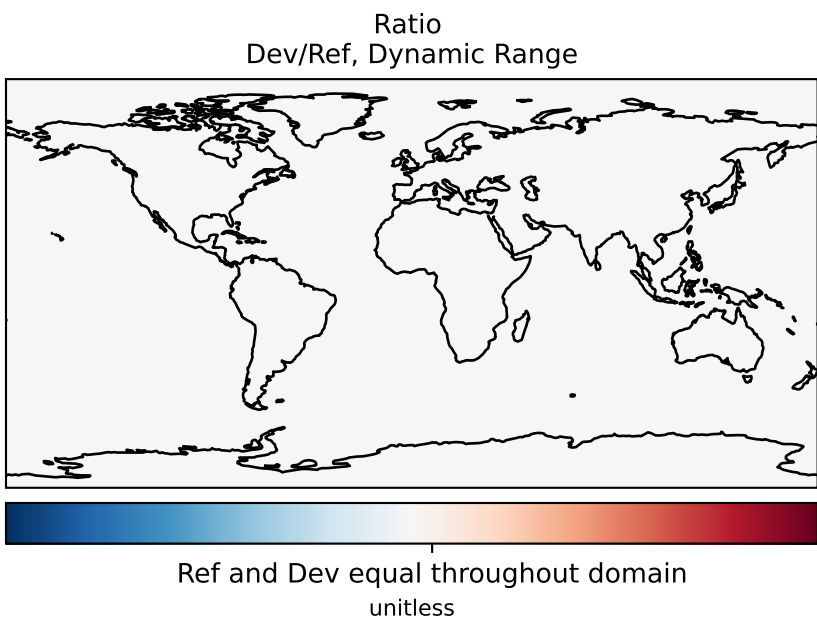 Ratio
Dev/Ref, Dynamic Range
Ref and Dev equal throughout domain
unitless